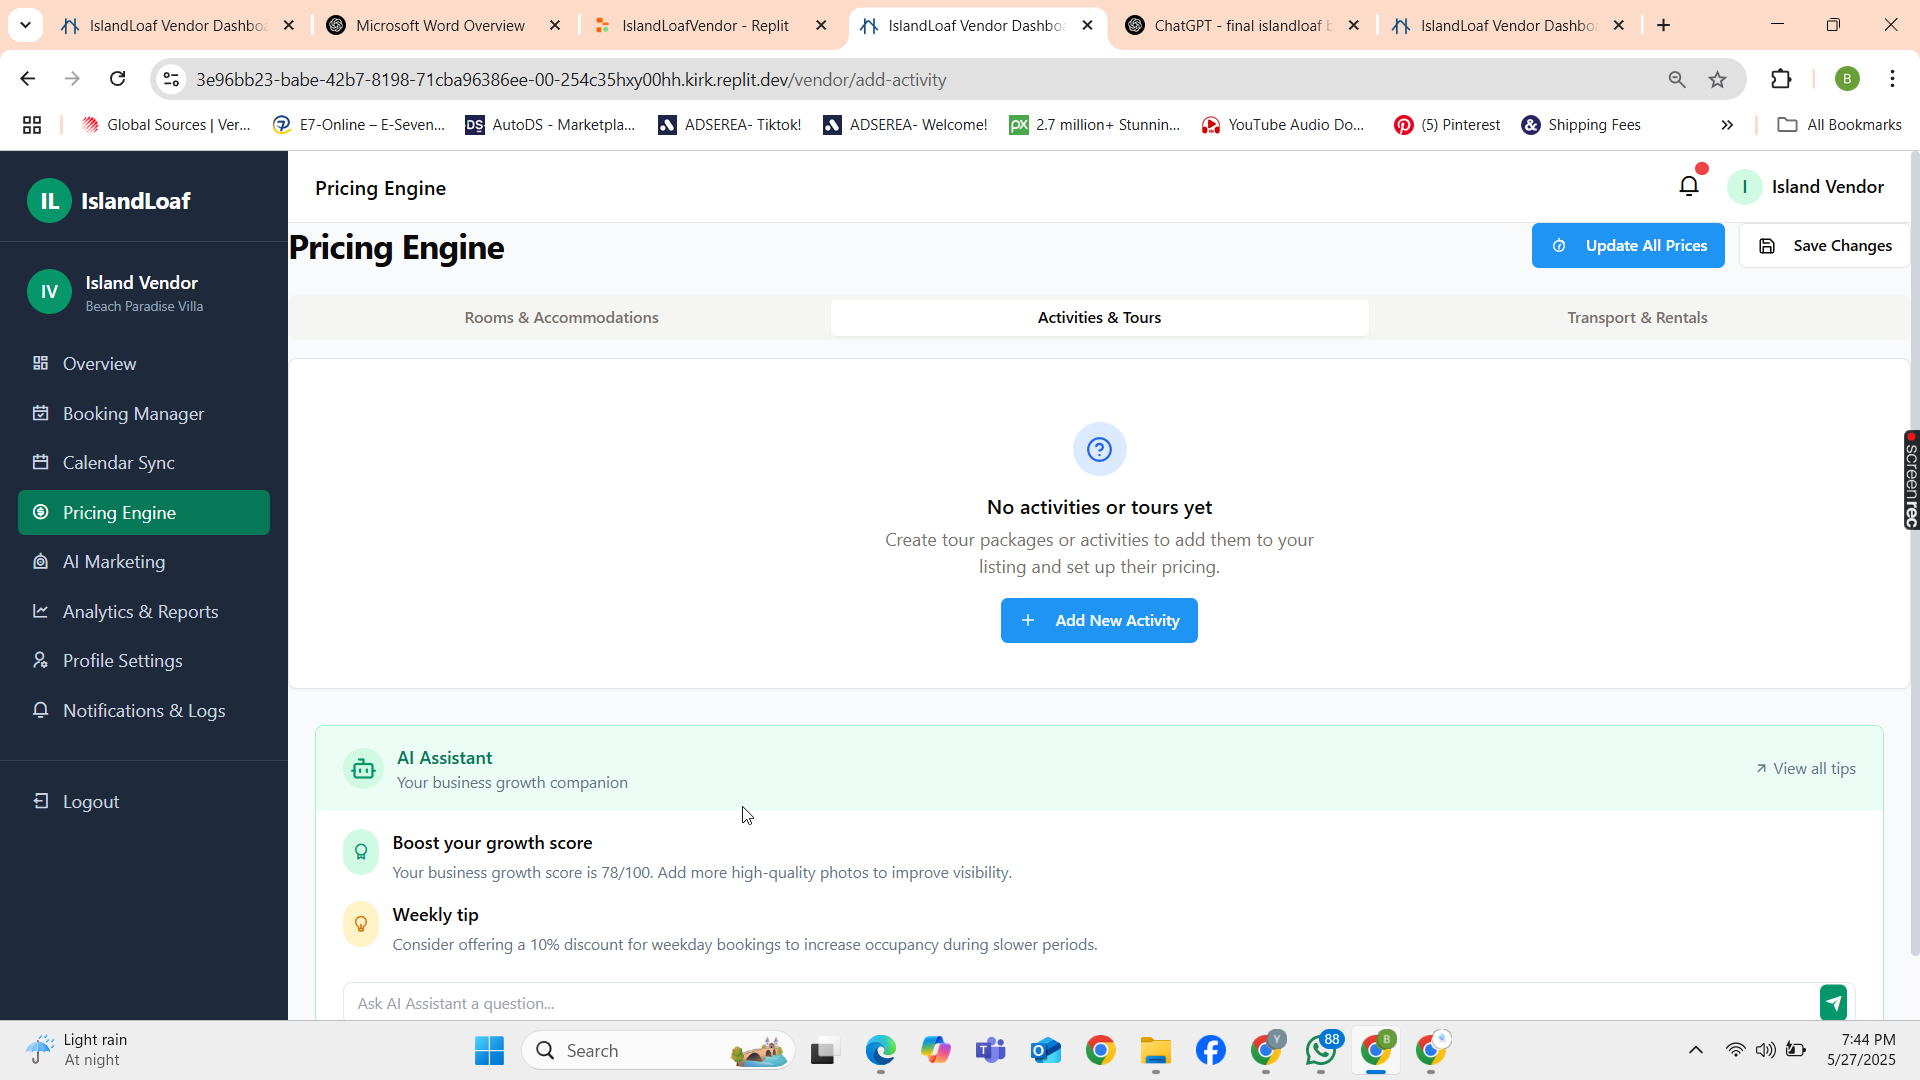 IslandLoaf Vendor Dashbo
Microsoft Word Overview
IslandLoafVendor - Replit
IslandLoaf Vendor Dashbo
ChatGPT - final islandloaf b
IslandLoaf Vendor Dashbo
3e96bb23-babe-42b7-8198-71cba96386ee-00-254c35hxy00hh.kirk.replit.dev/vendor/add-activity
B
Global Sources | Ver...
E7-Online – E-Seven...
DS
AutoDS - Marketpla...
ADSEREA- Tiktok!
ADSEREA- Welcome!
px
2.7 million+ Stunnin...
YouTube Audio Do...
(5) Pinterest
Shipping Fees
All Bookmarks
IL
IslandLoaf
Pricing Engine
I
Island Vendor
Pricing Engine
Update All Prices
Save Changes
IV
Island Vendor
Beach Paradise Villa
Rooms & Accommodations
Activities & Tours
Transport & Rentals
Overview
Booking Manager
Calendar Sync
Pricing Engine
AI Marketing
Analytics & Reports
Profile Settings
Notifications & Logs
Logout
No activities or tours yet
Create tour packages or activities to add them to your
listing and set up their pricing.
Add New Activity
screenrec
AI Assistant
Your business growth companion
View all tips
Boost your growth score
Your business growth score is 78/100. Add more high-quality photos to improve visibility.
Weekly tip
Consider offering a 10% discount for weekday bookings to increase occupancy during slower periods.
Ask AI Assistant a question...
Light rain
At night
Search
Y
88
B
7:44 PM
5/27/2025